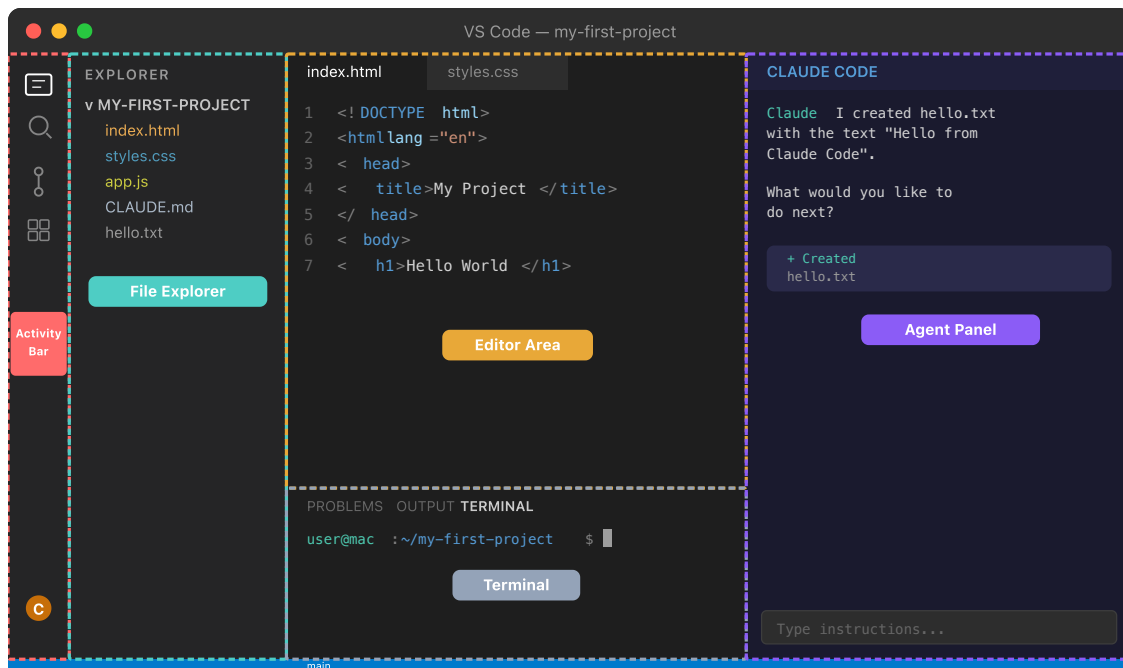 VS Code — my-first-project
EXPLORER
v MY-FIRST-PROJECT
index.html
styles.css
app.js
CLAUDE.md
hello.txt
File Explorer
Activity
Bar
C
index.html
styles.css
1 <!DOCTYPE html>
2 <html lang ="en">
3 < head>
4 < title>My Project </title>
5 </ head>
6 < body>
7 < h1>Hello World </h1>
Editor Area
PROBLEMS OUTPUT TERMINAL
user@mac :~/my-first-project $
Terminal
CLAUDE CODE
Claude I created hello.txt
with the text "Hello from
Claude Code".
What would you like to
do next?
+ Created
hello.txt
Agent Panel
Type instructions...
main